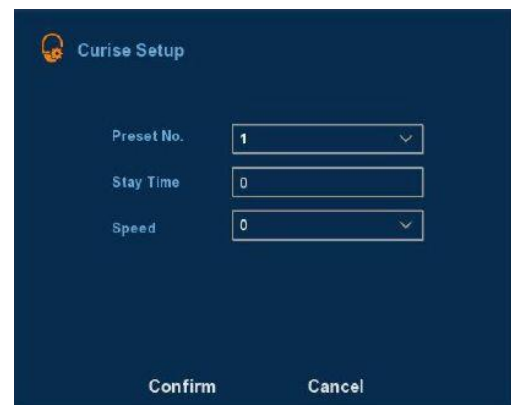 Curise Setup
Preset No. 1
Stay Time 0
Speed 0
Confirm Cancel